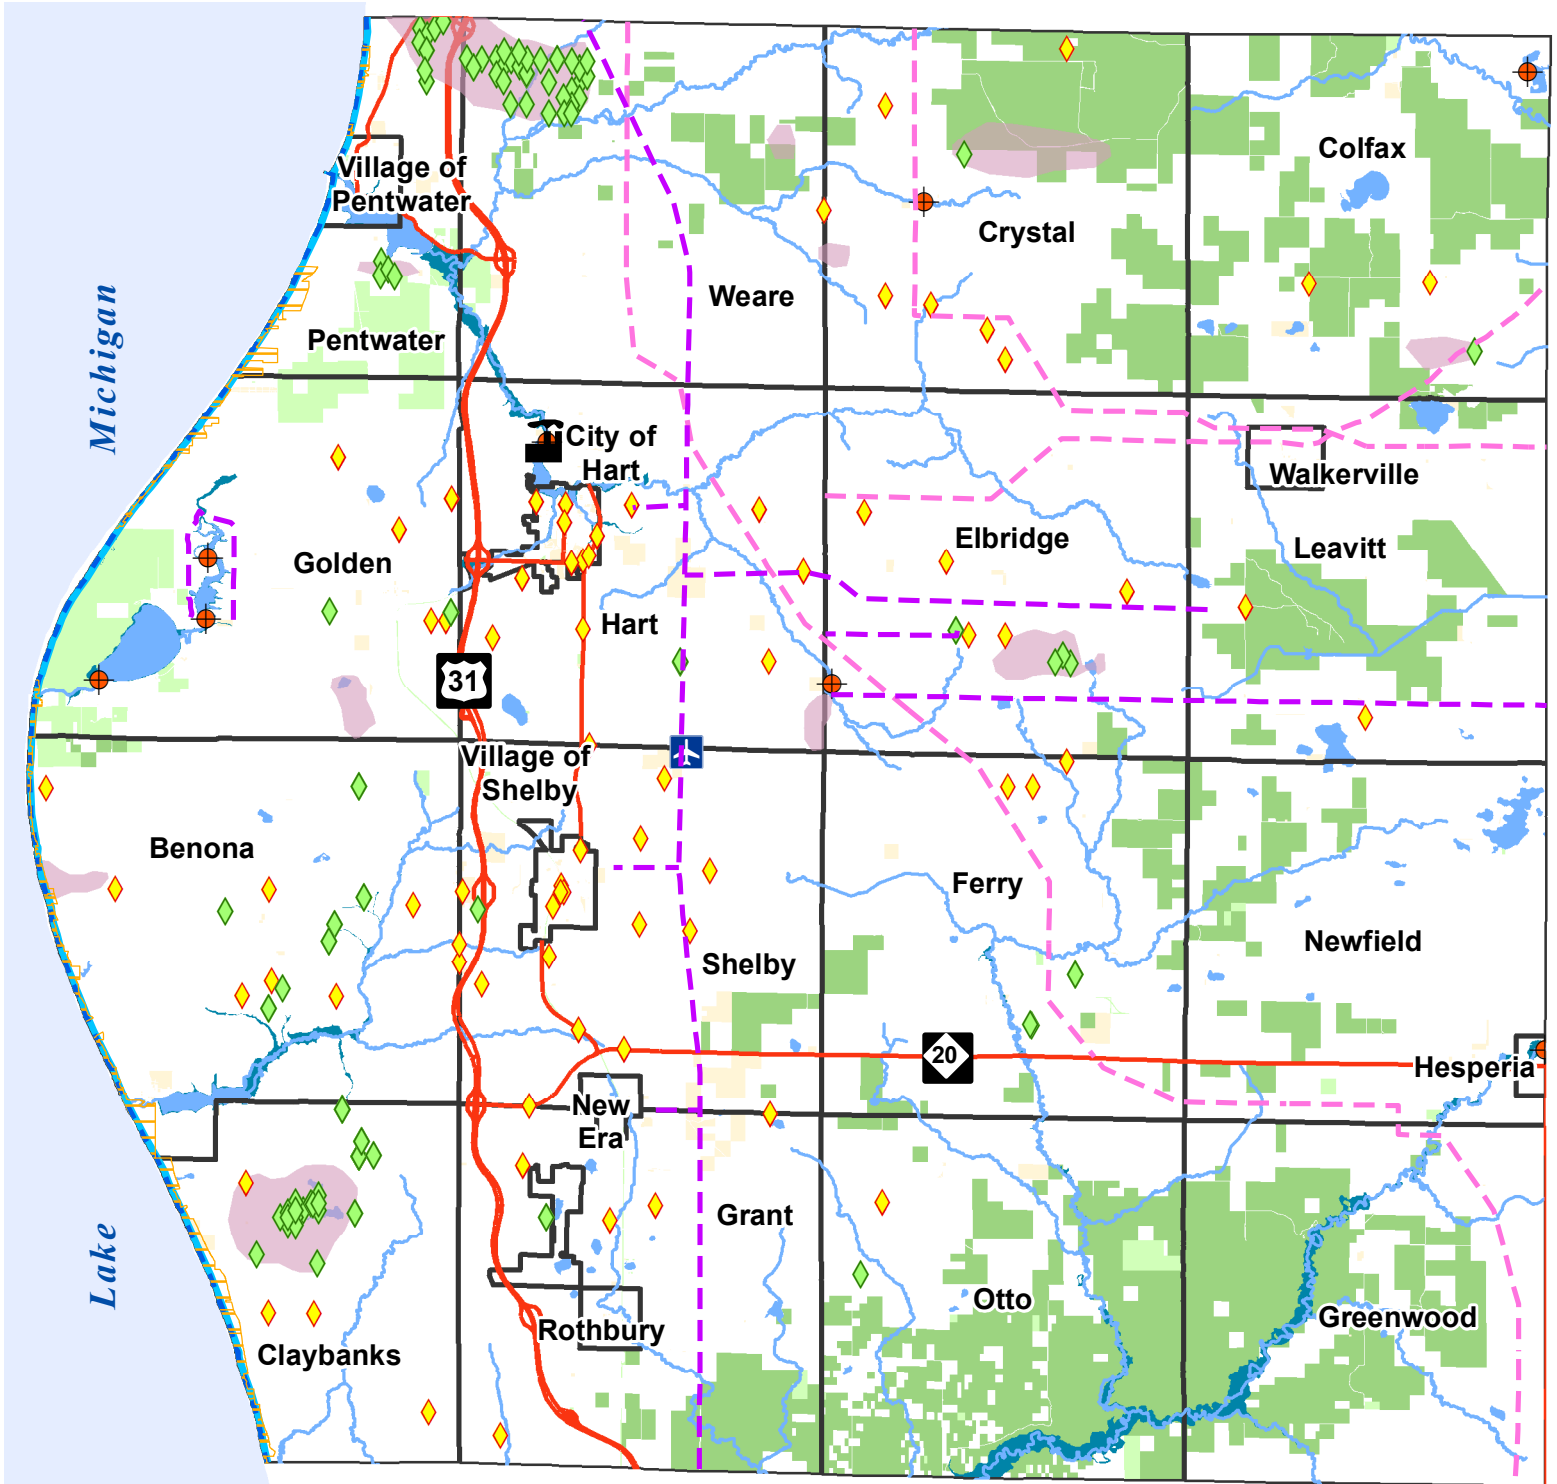 Village of
Pentwater
Colfax
Crystal
Weare
Michigan
Pentwater
City of
Hart
Walkerville
Elbridge
Leavitt
Golden
Hart
31
Village of
Shelby
Benona
Ferry
Newfield
Shelby
20
Hesperia
New
Era
Grant
Lake
Otto
Greenwood
Rothbury
Claybanks